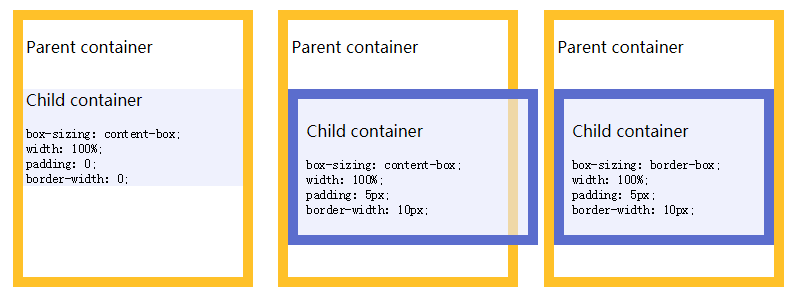 Parent container
Child container
box-sizing: content-box;
width: 100%;
padding: 0;
border-width: 0;
Parent container
Child container
box-sizing: content-box;
width: 100%;
padding: 5px;
border-width: 10px;
Parent container
Child container
box-sizing: border-box;
width: 100%;
padding: 5px;
border-width: 10px;